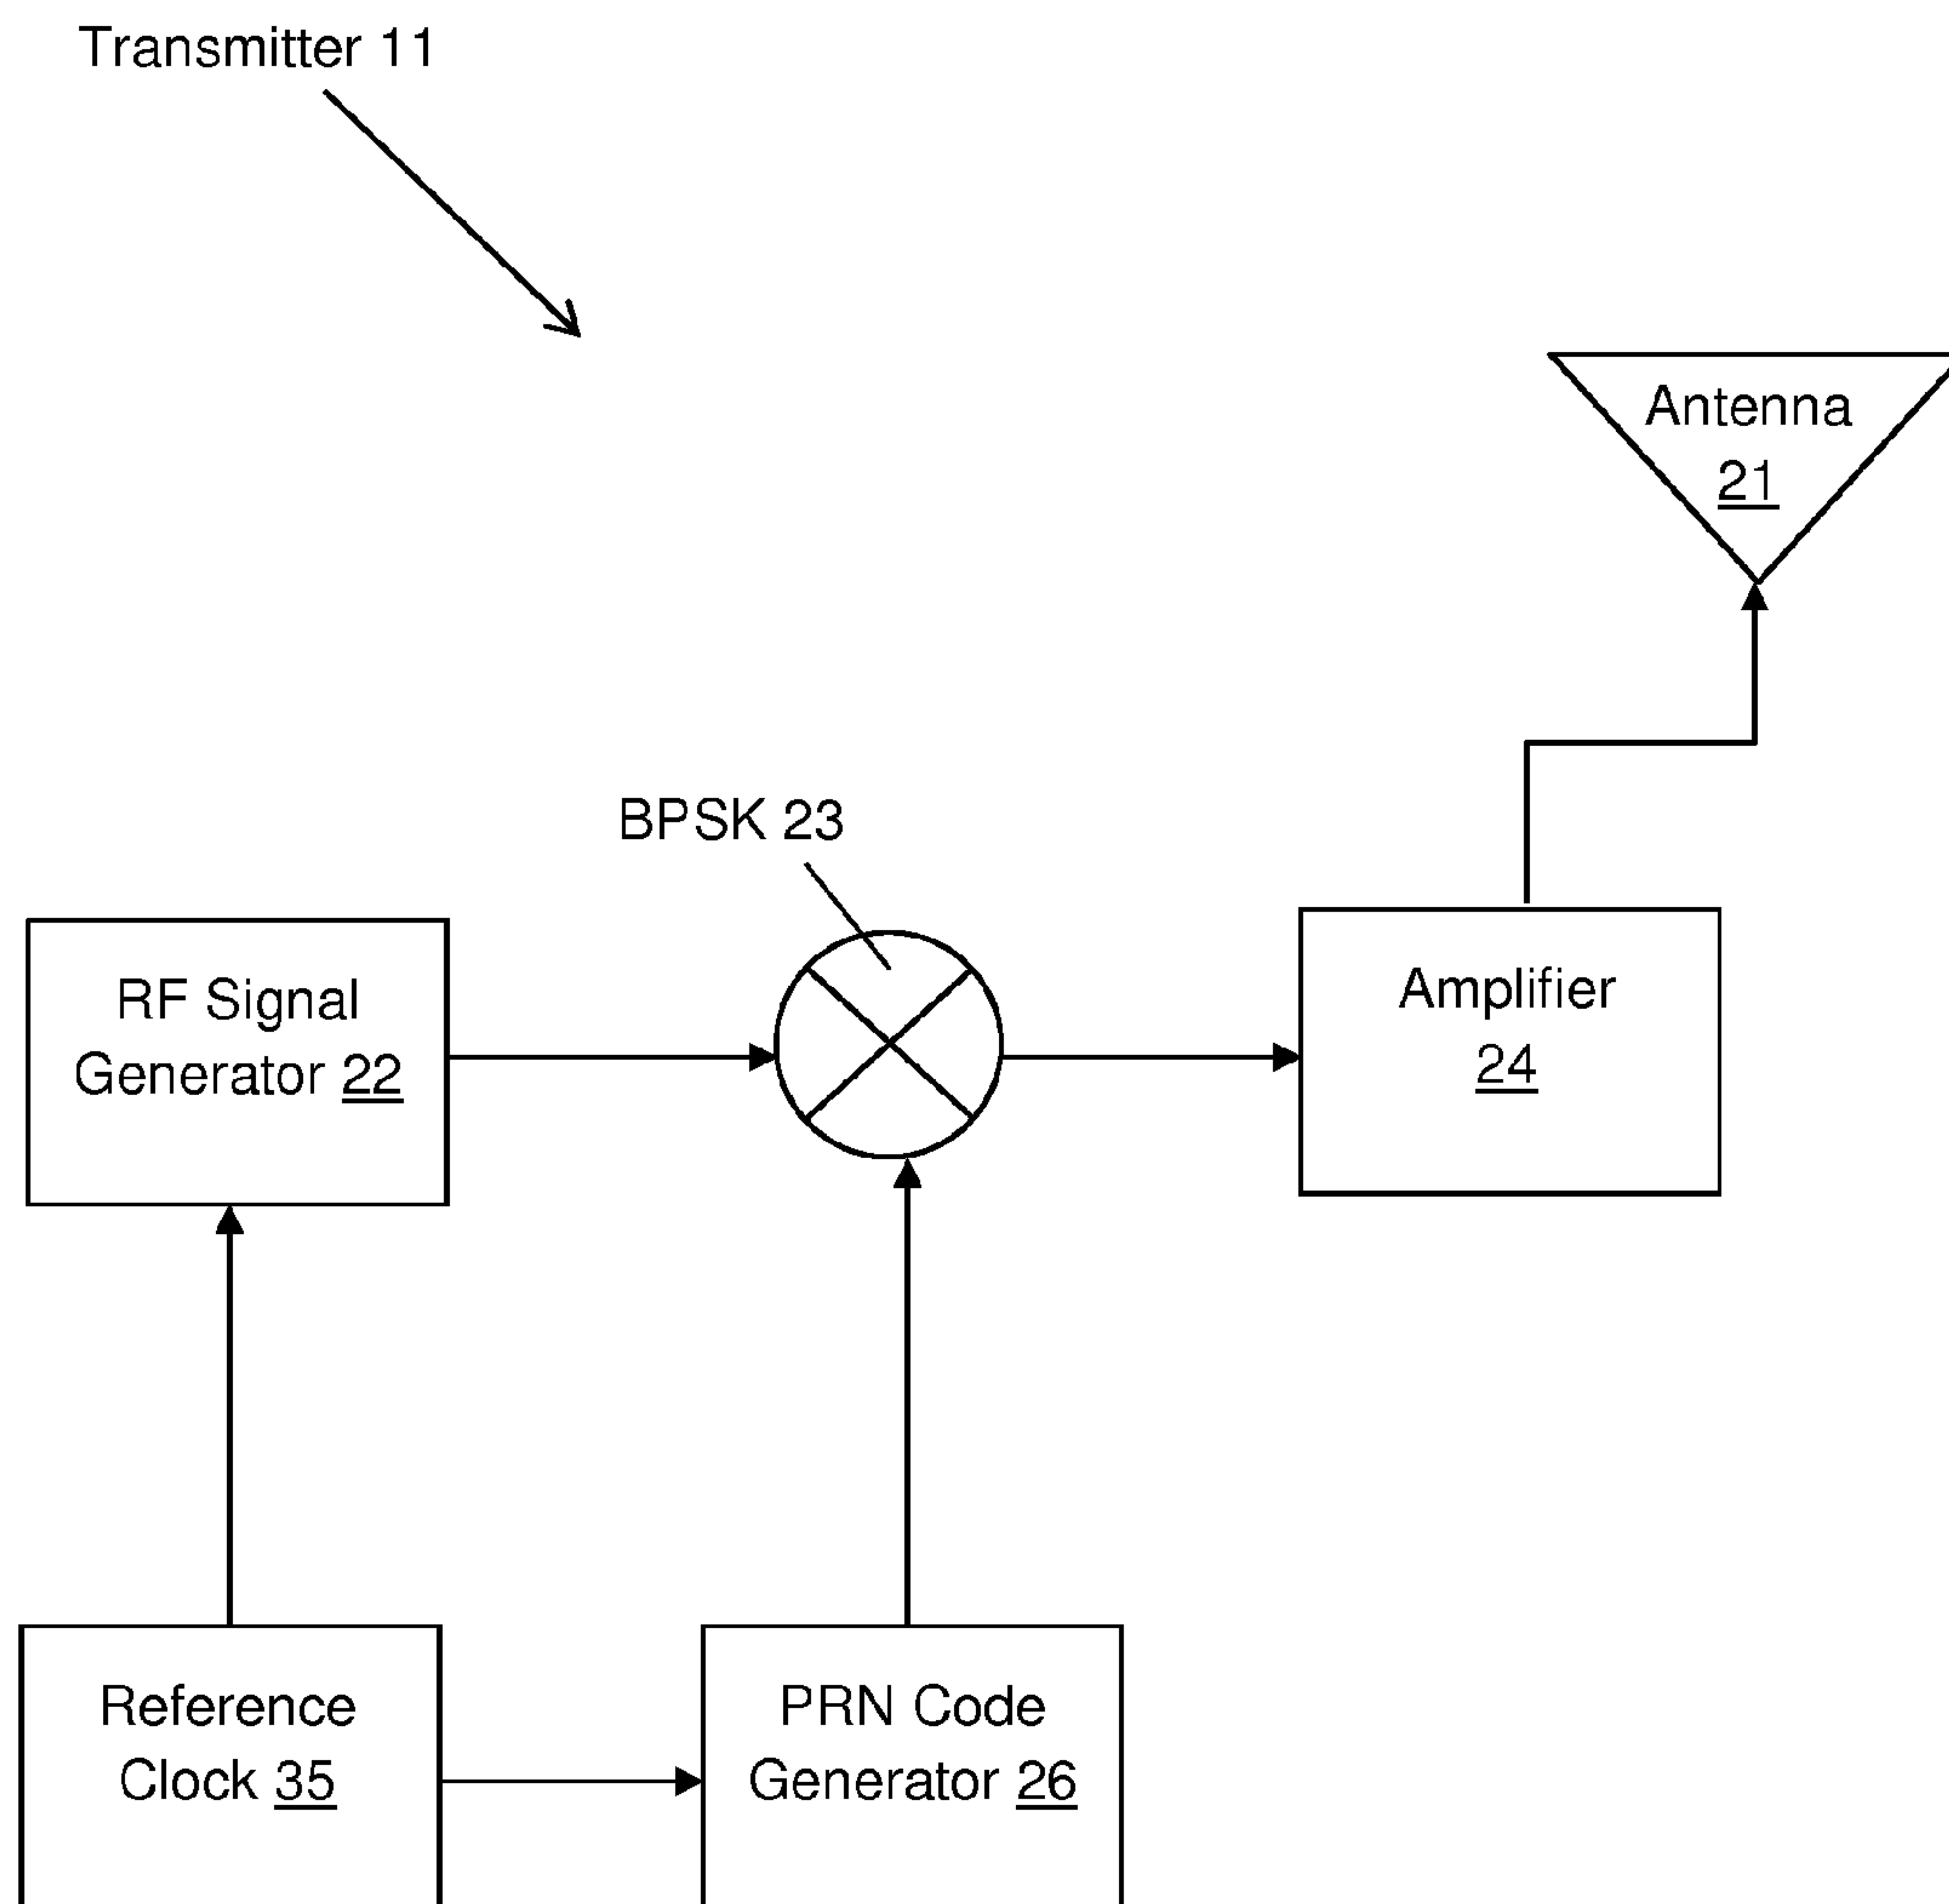 Transmitter 11
Antenna
21
BPSK 23
RF Signal
Generator 22
Amplifier
24
Reference
Clock 35
PRN Code
Generator 26